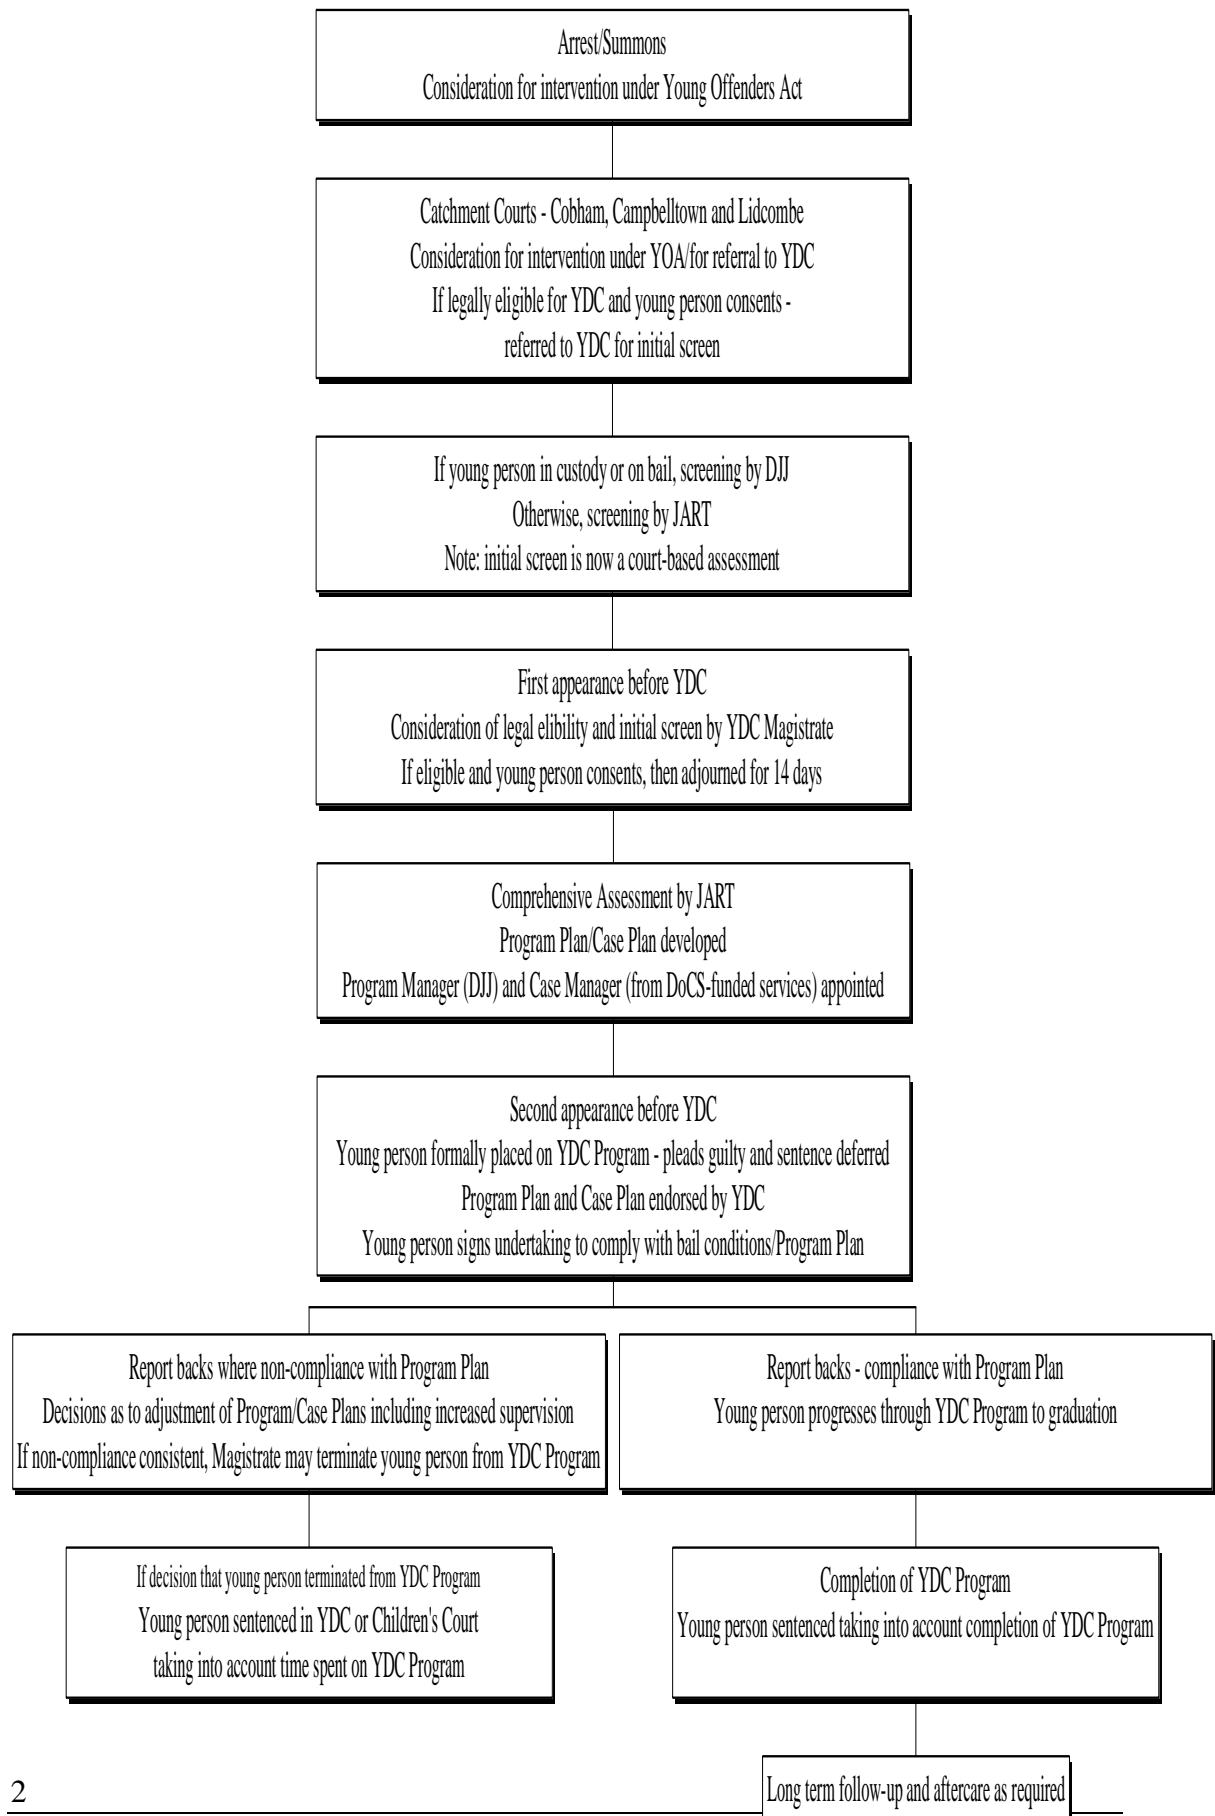 Arrest/Summons
Consideration for intervention under Young Offenders Act
Catchment Courts - Cobham, Campbelltown and Lidcombe
Consideration for intervention under YOA/for referral to YDC
If legally eligible for YDC and young person consents -
referred to YDC for initial screen
If young person in custody or on bail, screening by DJJ
Otherwise, screening by JART
Note: initial screen is now a court-based assessment
First appearance before YDC
Consideration of legal elibility and initial screen by YDC Magistrate
If eligible and young person consents, then adjourned for 14 days
Comprehensive Assessment by JART
Program Plan/Case Plan developed
Program Manager (DJJ) and Case Manager (from DoCS-funded services) appointed
Second appearance before YDC
Young person formally placed on YDC Program - pleads guilty and sentence deferred
Program Plan and Case Plan endorsed by YDC
Young person signs undertaking to comply with bail conditions/Program Plan
Report backs where non-compliance with Program Plan
Decisions as to adjustment of Program/Case Plans including increased supervision
If non-compliance consistent, Magistrate may terminate young person from YDC Program
Report backs - compliance with Program Plan
Young person progresses through YDC Program to graduation
If decision that young person terminated from YDC Program
Young person sentenced in YDC or Children's Court
taking into account time spent on YDC Program
Completion of YDC Program
Young person sentenced taking into account completion of YDC Program
Long term follow-up and aftercare as required
2